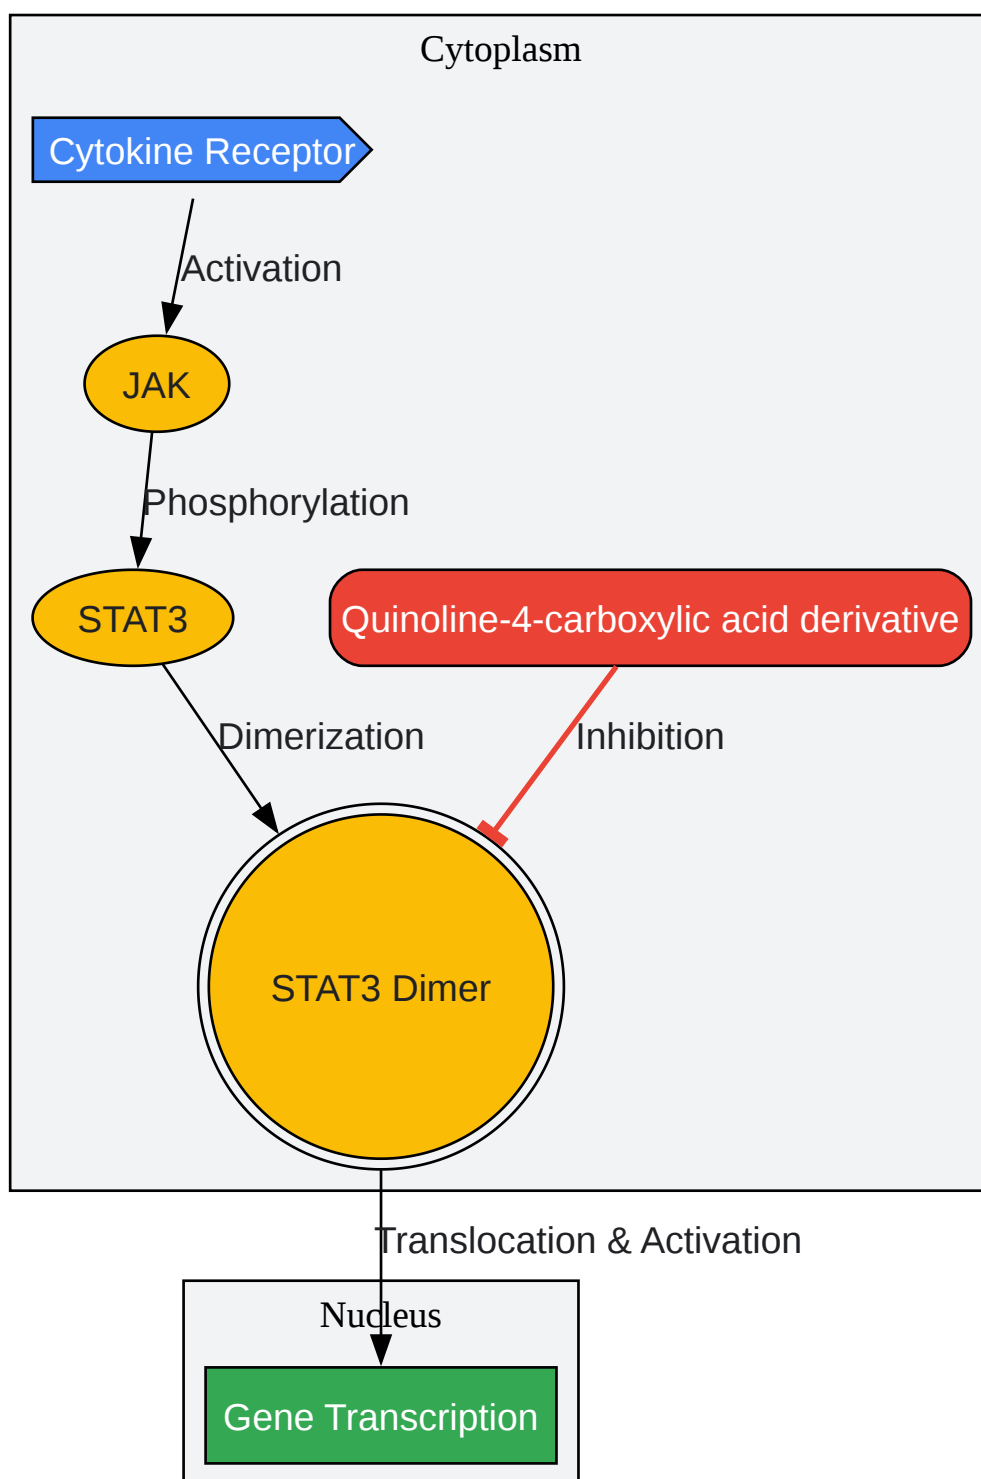 Cytoplasm
Cytokine Receptor
Activation
JAK
Phosphorylation
STAT3
Quinoline-4-carboxylic acid derivative
Dimerization
Inhibition
STAT3 Dimer
Translocation & Activation
Nucleus
Gene Transcription